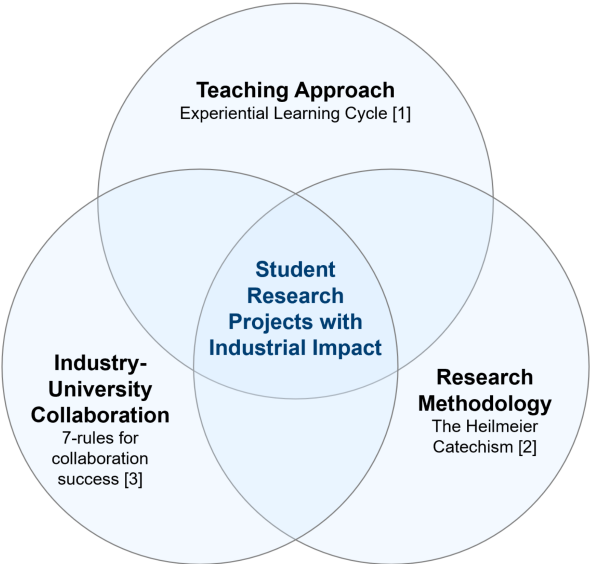 Teaching Approach
Experiential Learning Cycle [1]
Student
Research
Projects with
Industrial Impact
Industry-
University
Collaboration
7-rules for
collaboration
success [3]
Research
Methodology
The Heilmeier
Catechism [2]